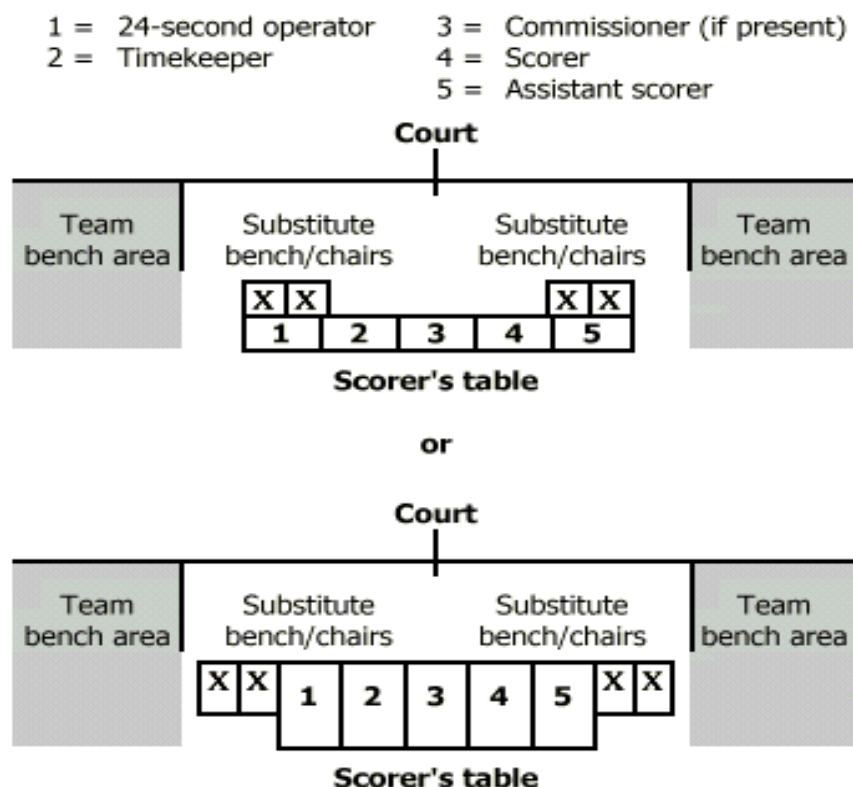 1 = 24-second operator
2 = Timekeeper
3 = Commissioner (if present)
4 = Scorer
5 = Assistant scorer
Court
Team
bench area
Substitute
bench/chairs
Substitute
bench/chairs
Team
bench area
X X X X
1 2 3 4 5
Scorer's table
or
Court
Team
bench area
Substitute
bench/chairs
Substitute
bench/chairs
Team
bench area
X X 1 2 3 4 5 X X
Scorer's table